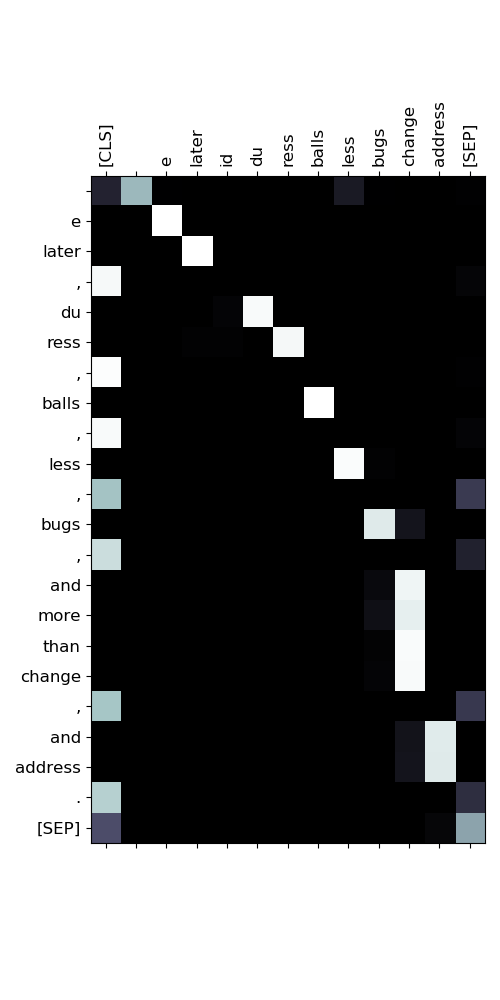 [CLS]
e
later
id
du
ress
balls
less
bugs
change
address
[SEP]
e
later
,
du
ress
,
balls
,
less
,
bugs
,
and
more
than
change
,
and
address
.
[SEP]